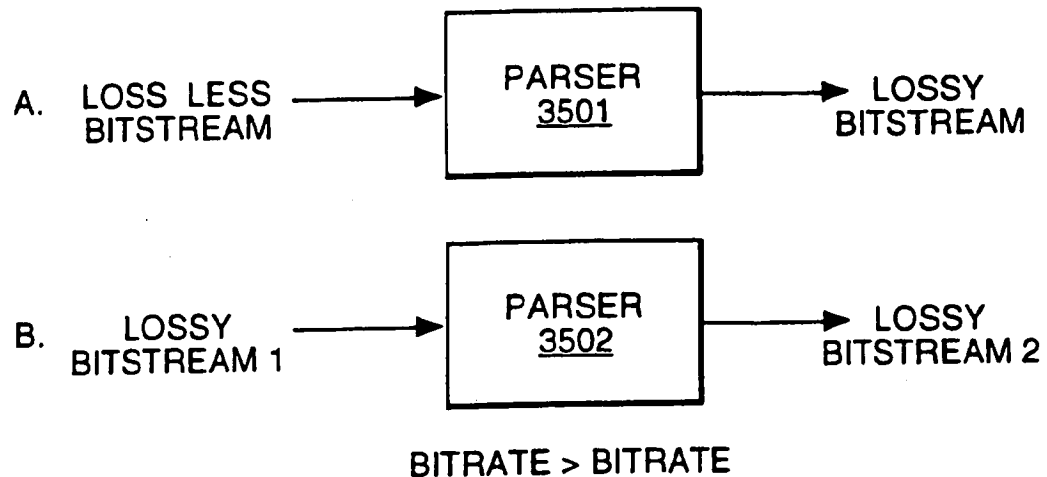 A. LOSS LESS
BITSTREAM
PARSER
3501
LOSSY
BITSTREAM
B. LOSSY
BITSTREAM 1
PARSER
3502
LOSSY
BITSTREAM 2
BITRATE > BITRATE